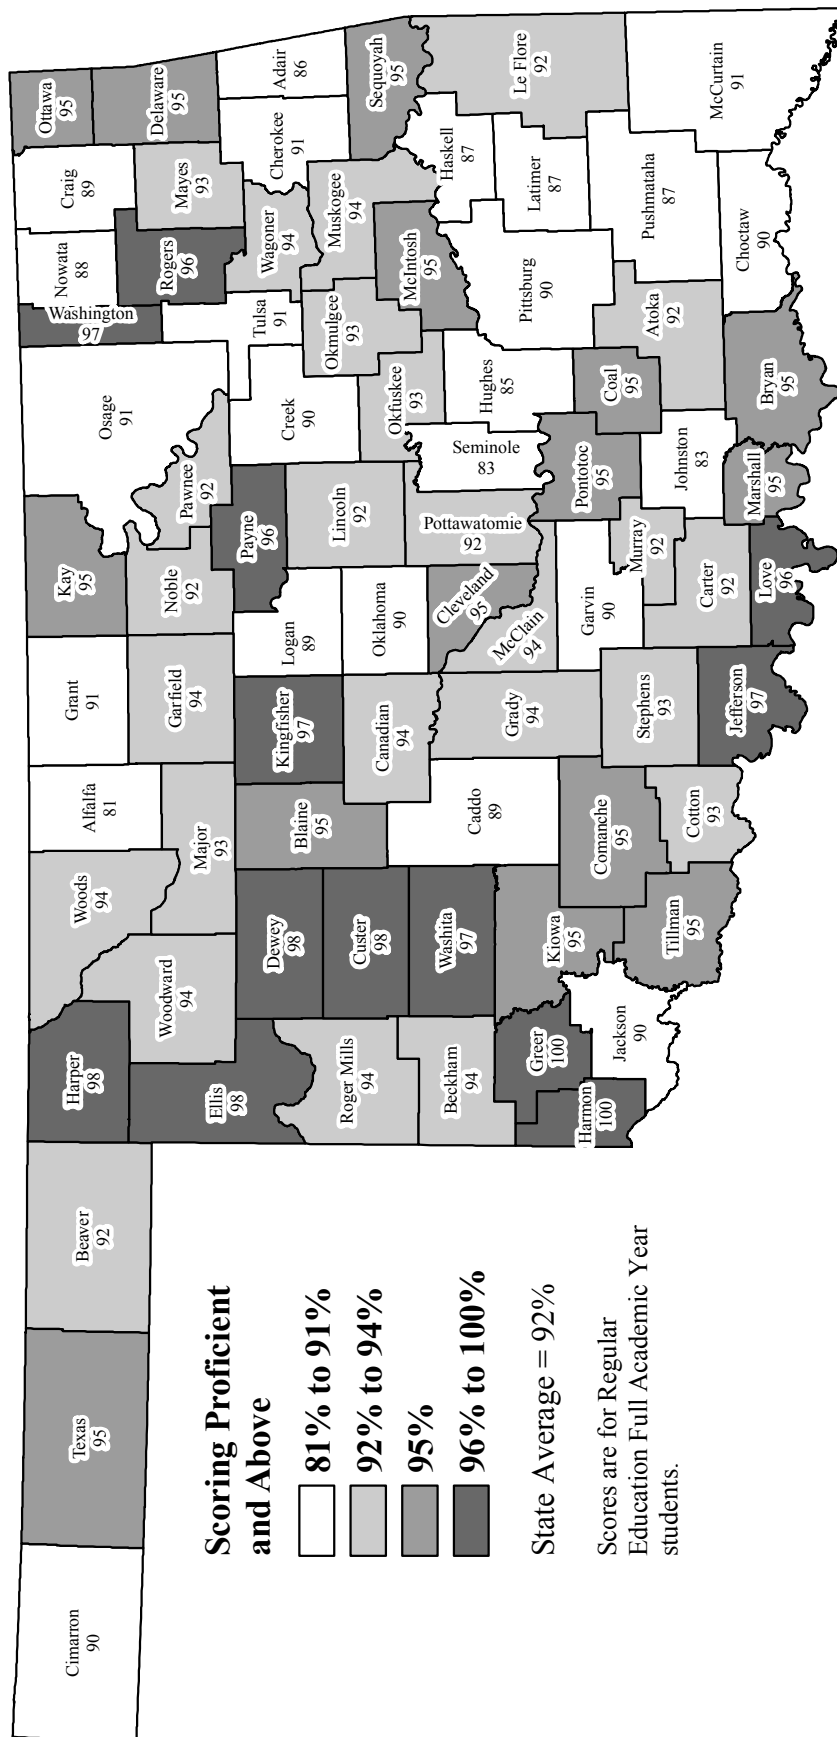 Cimarron
90
Texas
95
Beaver
92
Harper
98
Woods
94
Alfalfa
81
Grant
91
Kay
95
Osage
91
Washington
97
Nowata
88
Craig
89
Ottawa
95
Delaware
95
Ellis
98
Woodward
94
Major
93
Garfield
94
Noble
92
Pawnee
92
Rogers
96
Mayes
93
Dewey
98
Blaine
95
Kingfisher
97
Logan
89
Payne
96
Creek
90
Tulsa
91
Wagoner
94
Cherokee
91
Adair
86
Roger Mills
94
Custer
98
Canadian
94
Oklahoma
90
Lincoln
92
Okfuskee
93
Okmulgee
93
Muskogee
94
Sequoyah
95
McIntosh
95
Beckham
94
Washita
97
Caddo
89
Grady
94
Cleveland
95
McClain
94
Pottawatomie
92
Seminole
83
Hughes
85
Pittsburg
90
Haskell
87
Le Flore
92
Latimer
87
Greer
100
Harmon
100
Kiowa
95
Jackson
90
Comanche
95
Tillman
95
Cotton
93
Stephens
93
Jefferson
97
Garvin
90
Murray
92
Carter
92
Love
96
Pontotoc
95
Johnston
83
Marshall
95
Coal
95
Atoka
92
Bryan
95
Pushmataha
87
Choctaw
90
McCurtain
91
Scoring Proficient
and Above
81% to 91%
92% to 94%
95%
96% to 100%
State Average = 92%
Scores are for Regular
Education Full Academic Year
students.